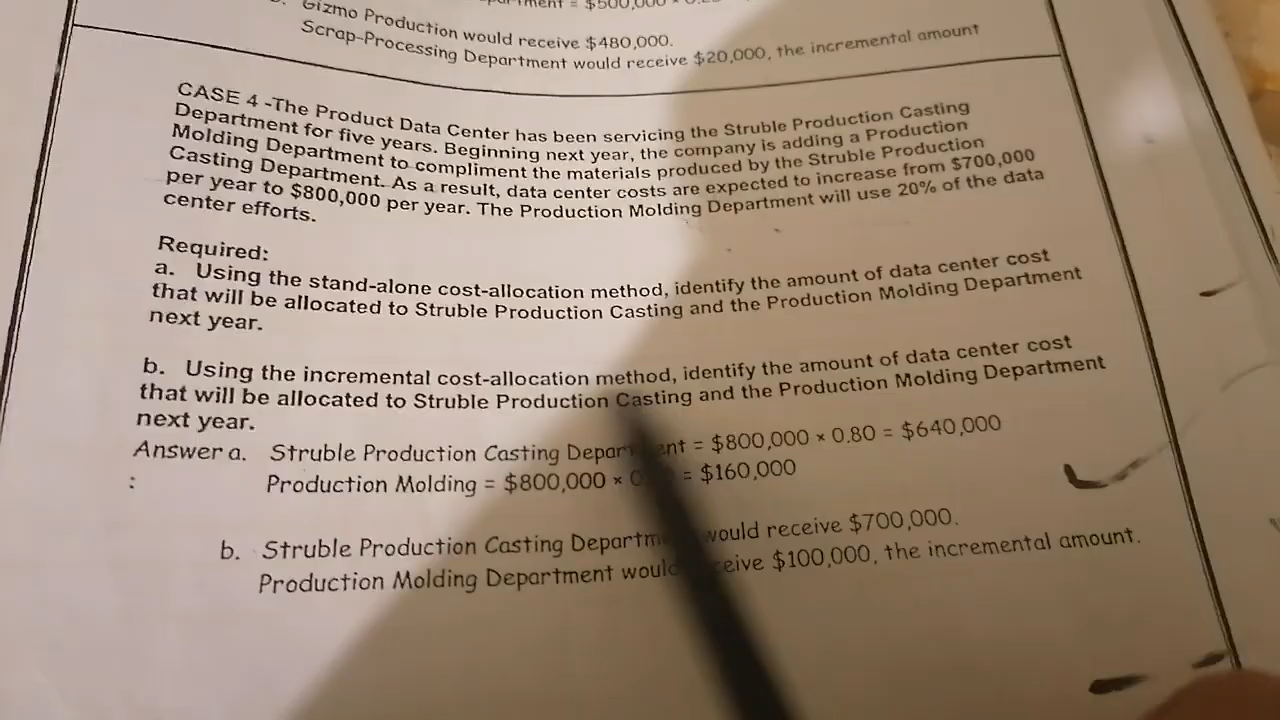 = $500,000 ×
Gizmo Production would receive $480,000.
Scrap-Processing Department would receive $20,000, the incremental amount
CASE 4 -The Product Data Center has been servicing the Struble Production Casting
Department for five years. Beginning next year, the company is adding a Production
Molding Department to compliment the materials produced by the Struble Production
Casting Department. As a result, data center costs are expected to increase from $700,000
per year to $800,000 per year. The Production Molding Department will use 20% of the data
center efforts.
Required:
a. Using the stand-alone cost-allocation method, identify the amount of data center cost
that will be allocated to Struble Production Casting and the Production Molding Department
next year.
b. Using the incremental cost-allocation method, identify the amount of data center cost
that will be allocated to Struble Production Casting and the Production Molding Department
next year.
Answer a. Struble Production Casting = $800,000 × 0.80 = $640,000
: Production Molding = $800,000 × = $160,000
b. Struble Production Casting would receive $700,000.
Production Molding Department $100,000, the incremental amount.